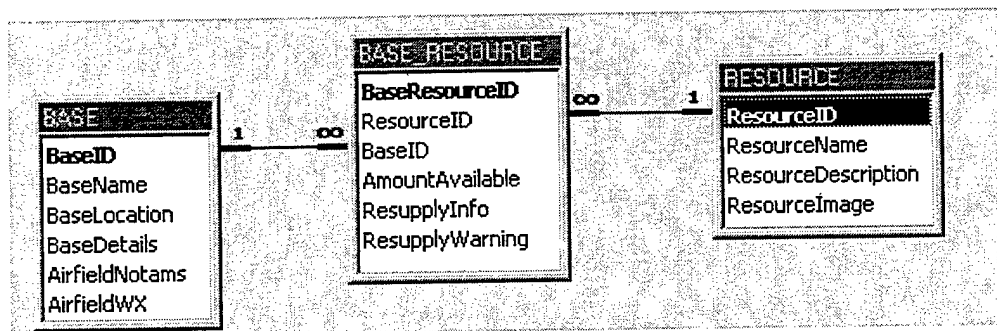 BASE
BaseID
BaseName
BaseLocation
BaseDetails
AirfieldNotams
AirfieldWX
1 ∞
BASE_RESOURCE
BaseResourceID
ResourceID
BaseID
AmountAvailable
ResupplyInfo
ResupplyWarning
∞ 1
RESOURCE
ResourceID
ResourceName
ResourceDescription
ResourceImage